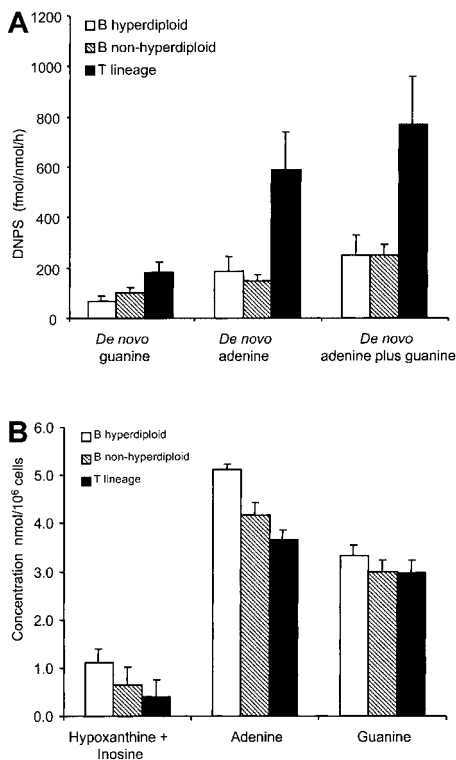 A
B hyperdiploid
B non-hyperdiploid
T lineage
DNPS (fmol/nmol/h)
1200
1000
800
600
400
200
0
De novo
guanine
De novo
adenine
De novo
adenine plus guanine
B
B hyperdiploid
B non-hyperdiploid
T lineage
Concentration nmol/10⁶ cells
6.0
5.0
4.0
3.0
2.0
1.0
0.0
Hypoxanthine +
Inosine
Adenine
Guanine